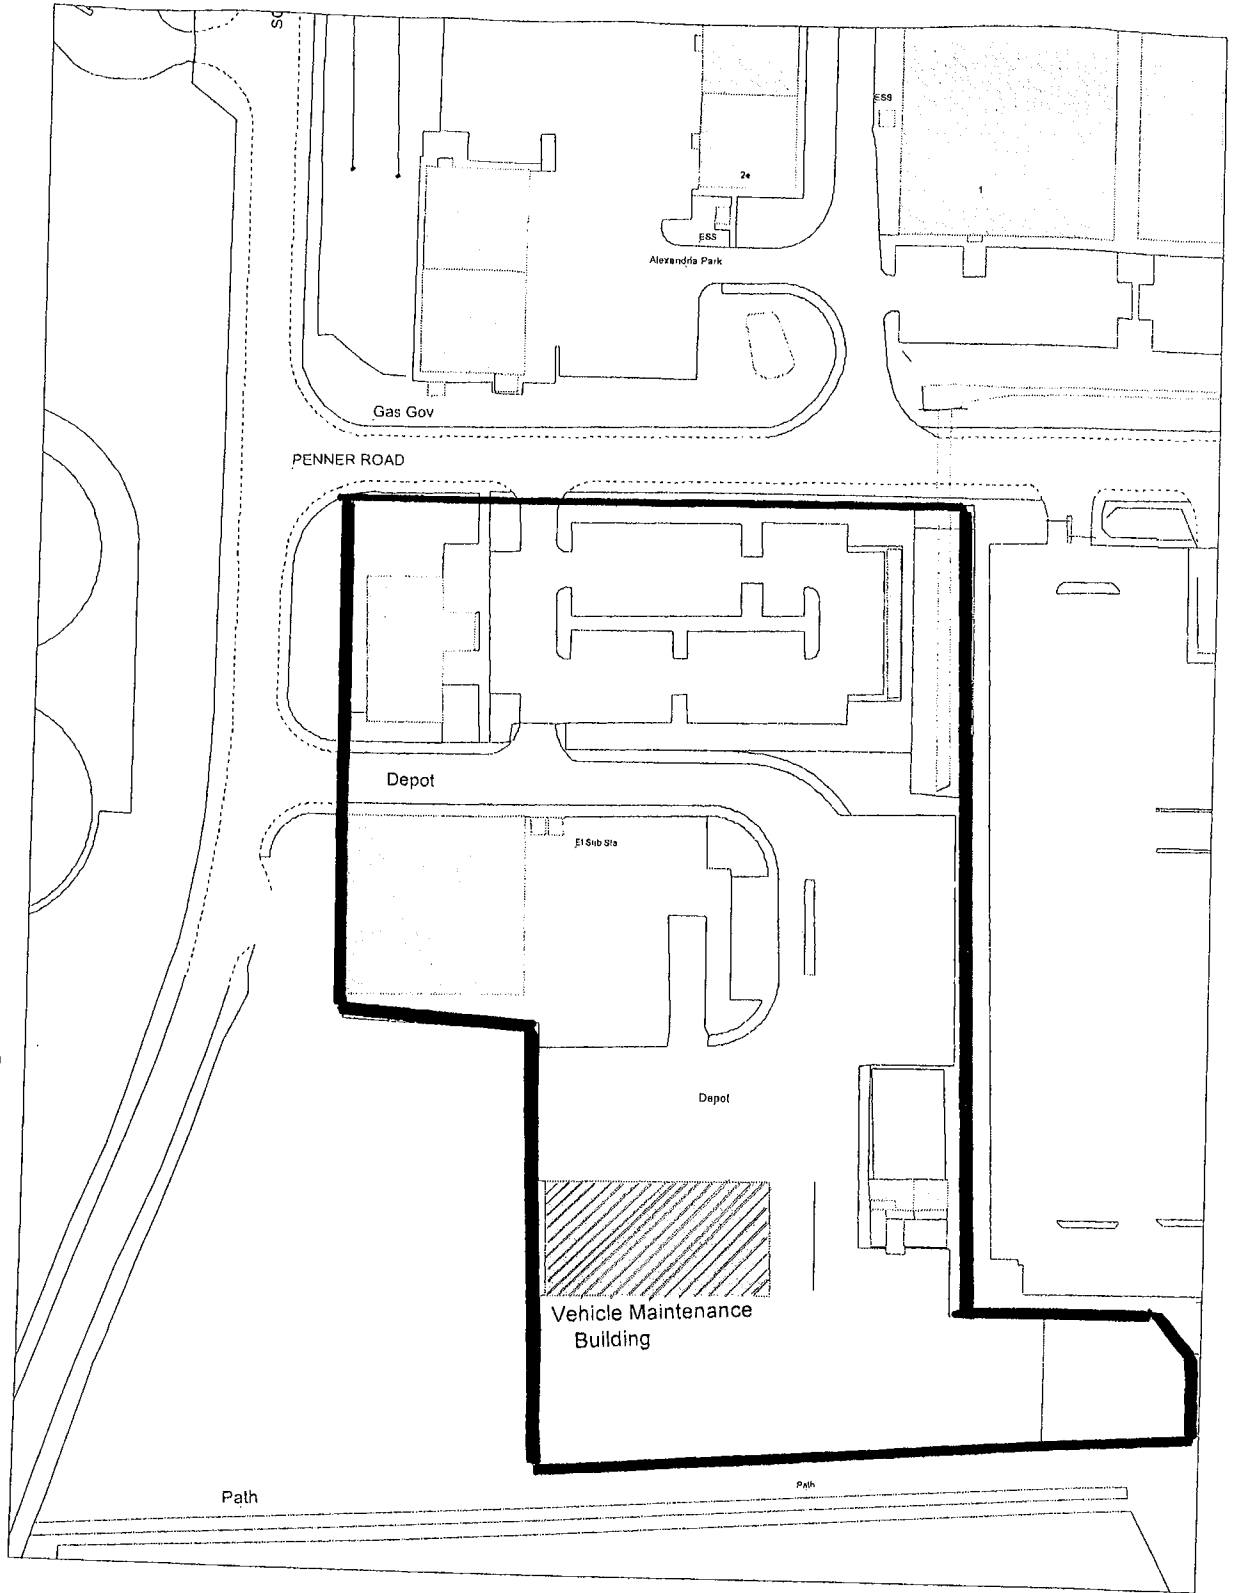 SO
ESS
2e
1
ESS
Alexandria Park
Gas Gov
PENNER ROAD
Depot
El Sub Sta
Depot
Vehicle Maintenance
Building
Path
Path